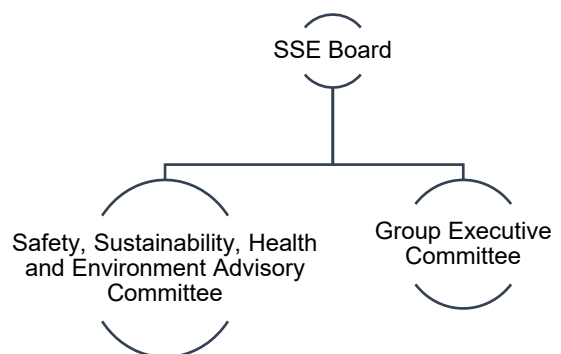 SSE Board
Safety, Sustainability, Health
and Environment Advisory
Committee
Group Executive
Committee